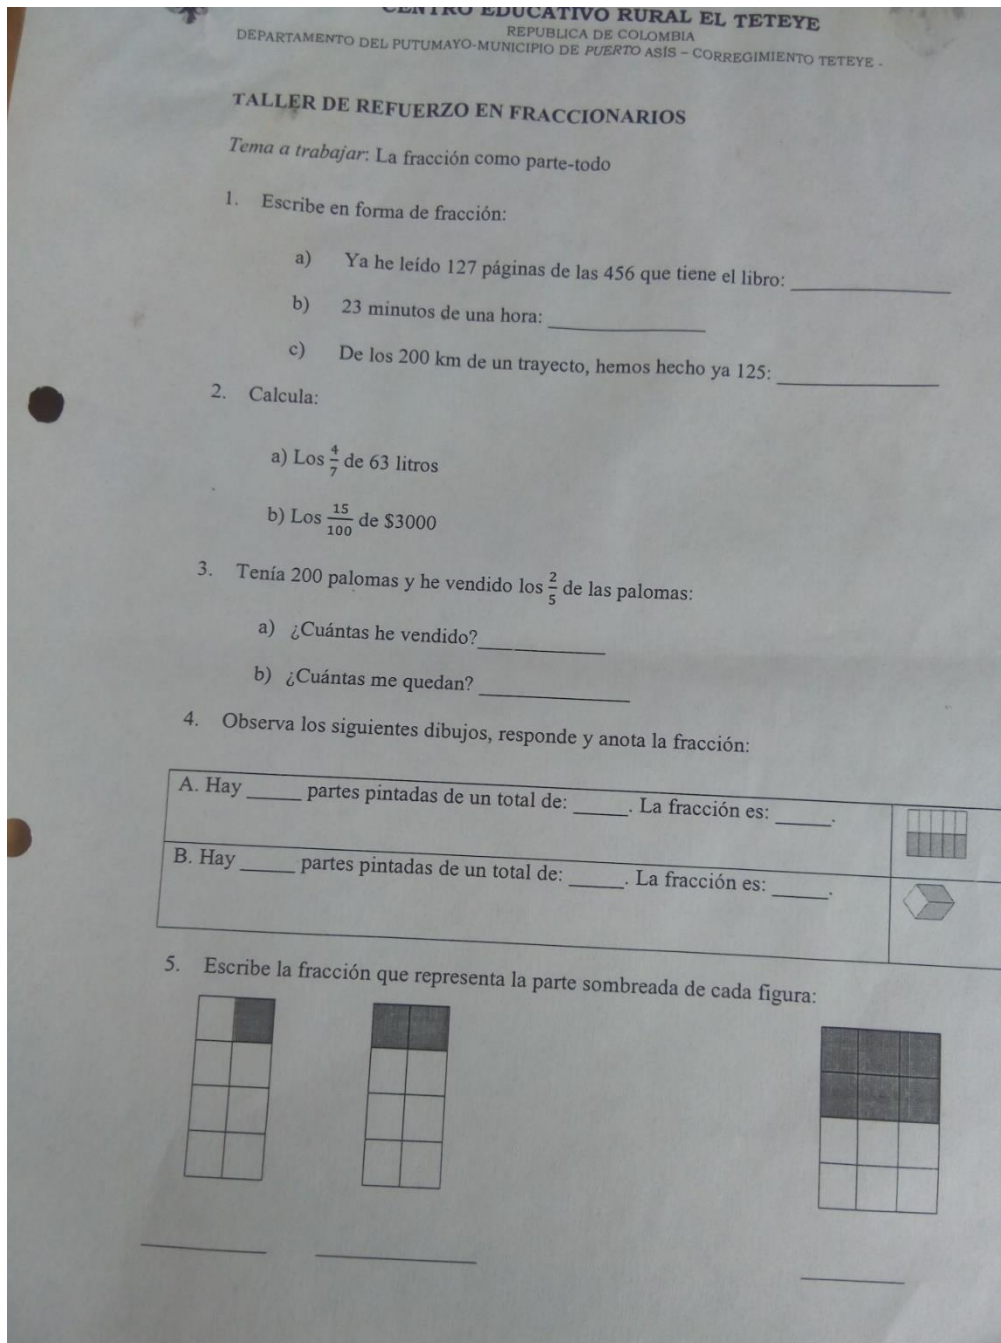 CENTRO EDUCATIVO RURAL EL TETEYE
REPUBLICA DE COLOMBIA
DEPARTAMENTO DEL PUTUMAYO-MUNICIPIO DE PUERTO ASÍS – CORREGIMIENTO TETEYE -
TALLER DE REFUERZO EN FRACCIONARIOS
Tema a trabajar: La fracción como parte-todo
1. Escribe en forma de fracción:
a) Ya he leído 127 páginas de las 456 que tiene el libro: ________
b) 23 minutos de una hora: ________
c) De los 200 km de un trayecto, hemos hecho ya 125: ________
2. Calcula:
a) Los 4/7 de 63 litros
b) Los 15/100 de $3000
3. Tenía 200 palomas y he vendido los 2/5 de las palomas:
a) ¿Cuántas he vendido? ________
b) ¿Cuántas me quedan? ________
4. Observa los siguientes dibujos, responde y anota la fracción:
A. Hay _____ partes pintadas de un total de: _____. La fracción es: _____.
B. Hay _____ partes pintadas de un total de: _____. La fracción es: _____.
5. Escribe la fracción que representa la parte sombreada de cada figura: